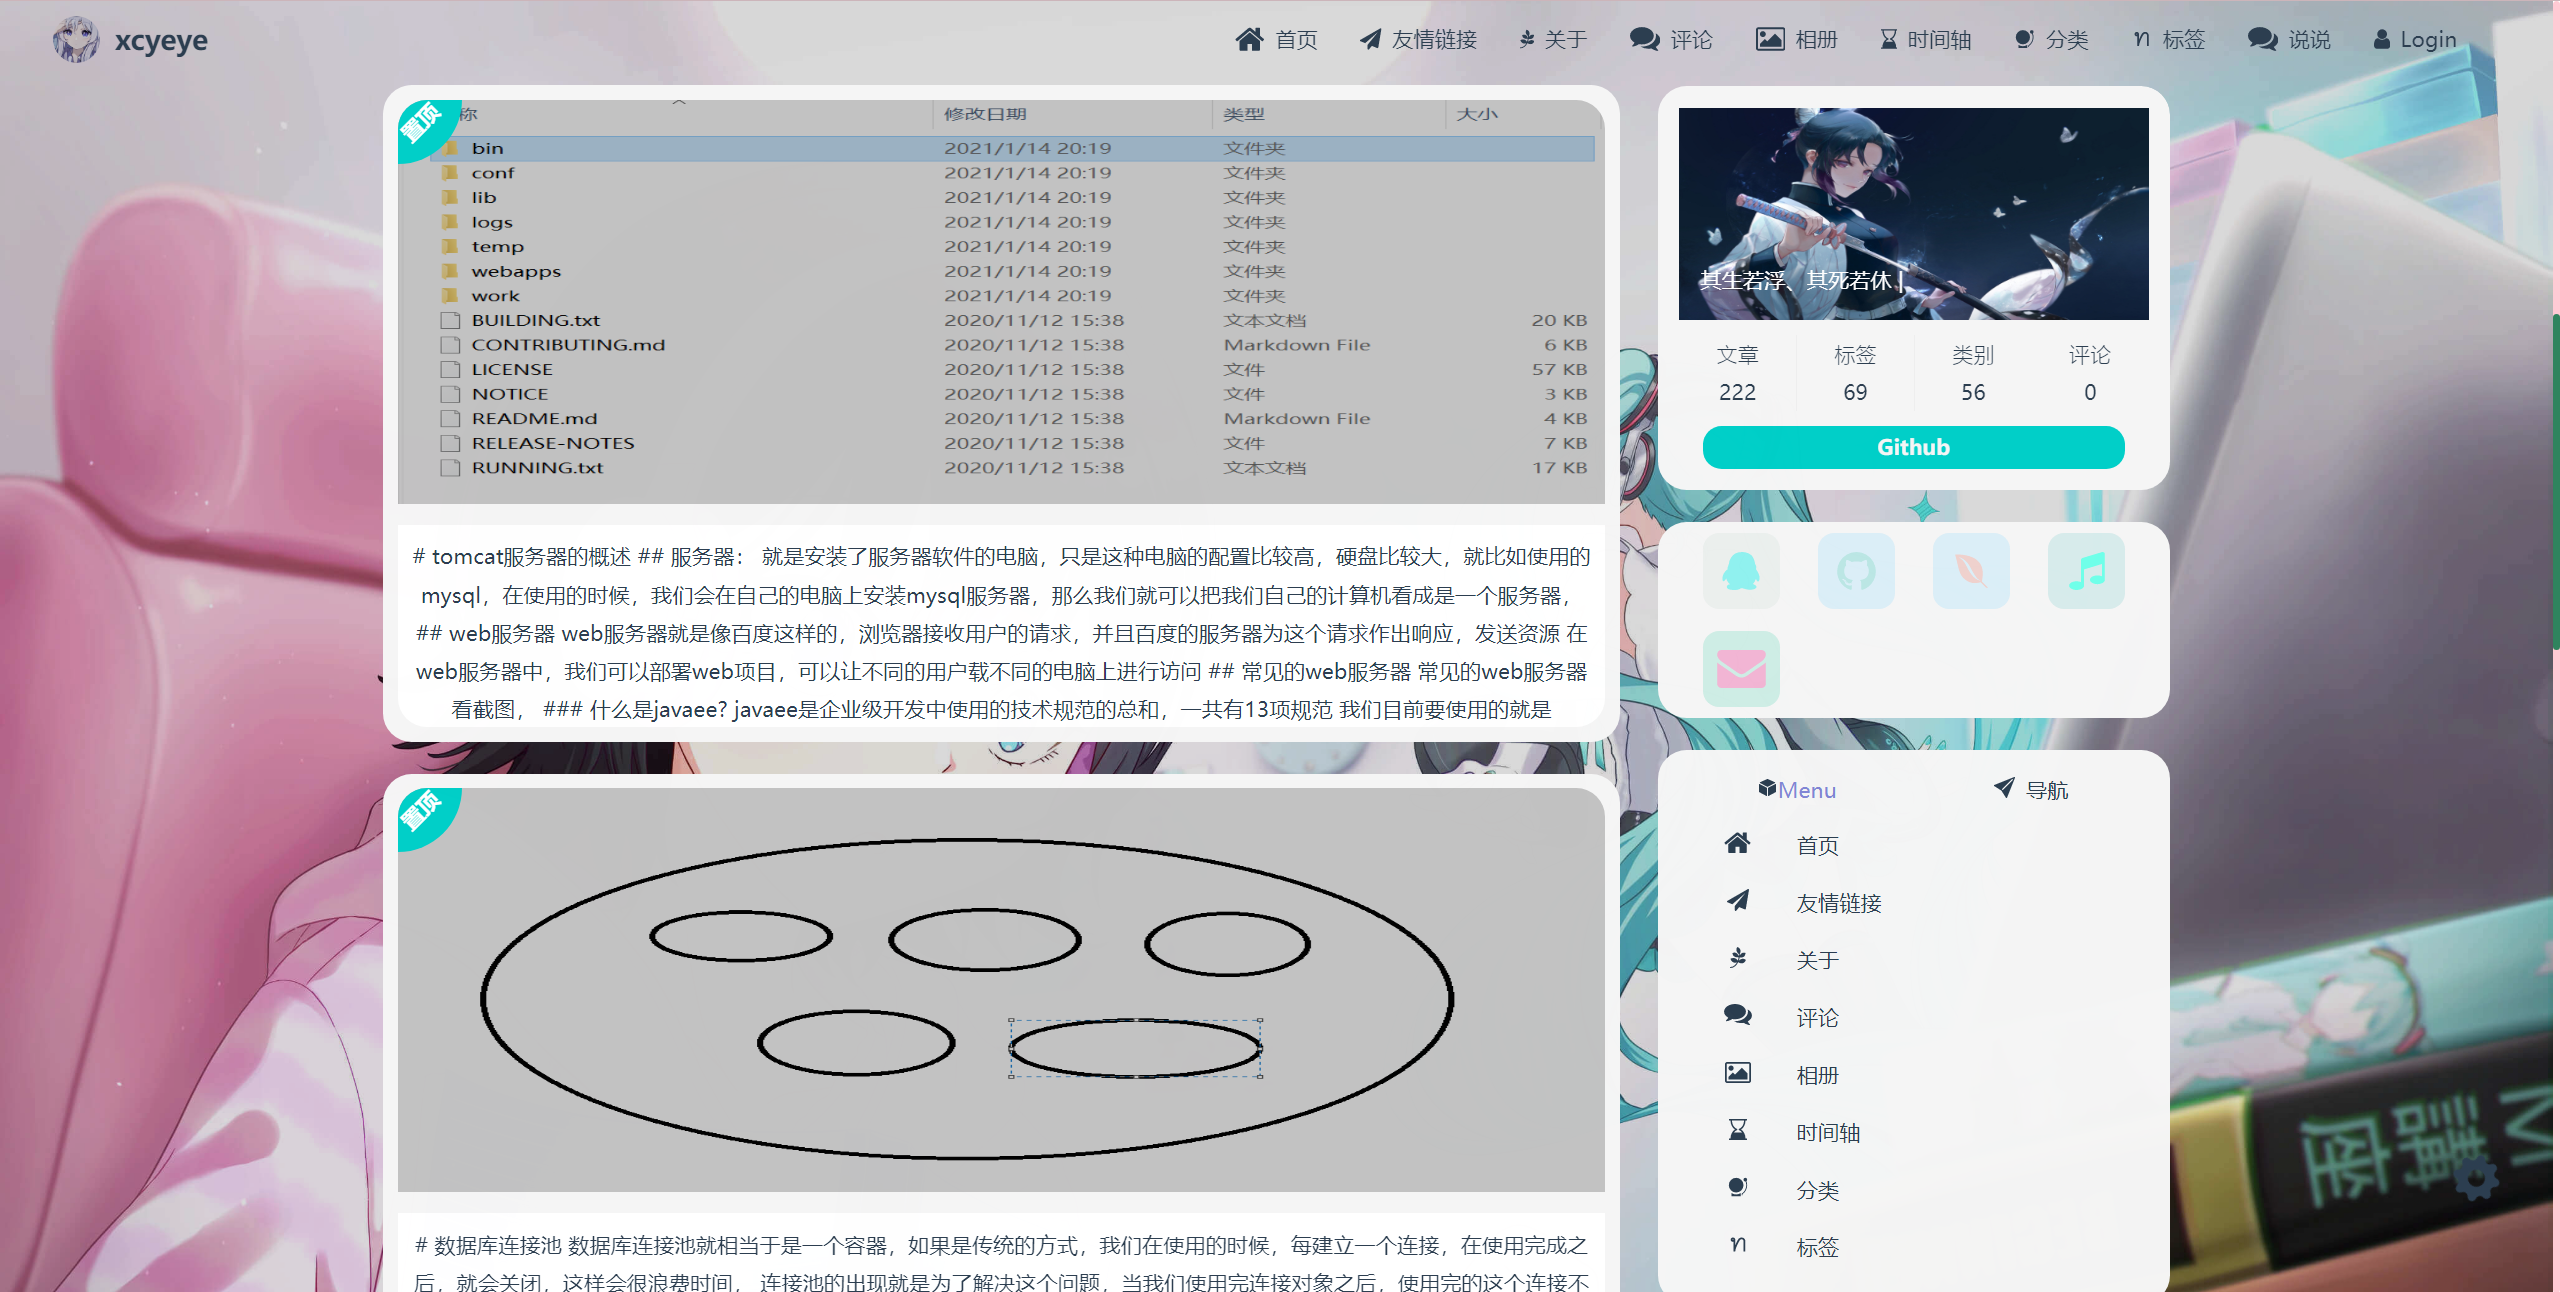 xcyeye
首页 友情链接 关于 评论 相册 时间轴 分类 标签 说说 Login
置顶
称 修改日期 类型 大小
bin 2021/1/14 20:19 文件夹
conf 2021/1/14 20:19 文件夹
lib 2021/1/14 20:19 文件夹
logs 2021/1/14 20:19 文件夹
temp 2021/1/14 20:19 文件夹
webapps 2021/1/14 20:19 文件夹
work 2021/1/14 20:19 文件夹
BUILDING.txt 2020/11/12 15:38 文本文档 20 KB
CONTRIBUTING.md 2020/11/12 15:38 Markdown File 6 KB
LICENSE 2020/11/12 15:38 文件 57 KB
NOTICE 2020/11/12 15:38 文件 3 KB
README.md 2020/11/12 15:38 Markdown File 4 KB
RELEASE-NOTES 2020/11/12 15:38 文件 7 KB
RUNNING.txt 2020/11/12 15:38 文本文档 17 KB
# tomcat服务器的概述 ## 服务器： 就是安装了服务器软件的电脑，只是这种电脑的配置比较高，硬盘比较大，就比如使用的
mysql，在使用的时候，我们会在自己的电脑上安装mysql服务器，那么我们就可以把我们自己的计算机看成是一个服务器，
## web服务器 web服务器就是像百度这样的，浏览器接收用户的请求，并且百度的服务器为这个请求作出响应，发送资源 在
web服务器中，我们可以部署web项目，可以让不同的用户载不同的电脑上进行访问 ## 常见的web服务器 常见的web服务器
看截图， ### 什么是javaee? javaee是企业级开发中使用的技术规范的总和，一共有13项规范 我们目前要使用的就是
置顶
# 数据库连接池 数据库连接池就相当于是一个容器，如果是传统的方式，我们在使用的时候，每建立一个连接，在使用完成之
后，就会关闭，这样会很浪费时间， 连接池的出现就是为了解决这个问题，当我们使用完连接对象之后，使用完的这个连接不
其生若浮、其死若休 |
文章 标签 类别 评论
222 69 56 0
Github
Menu 导航
首页
友情链接
关于
评论
相册
时间轴
分类
标签
講
座
M